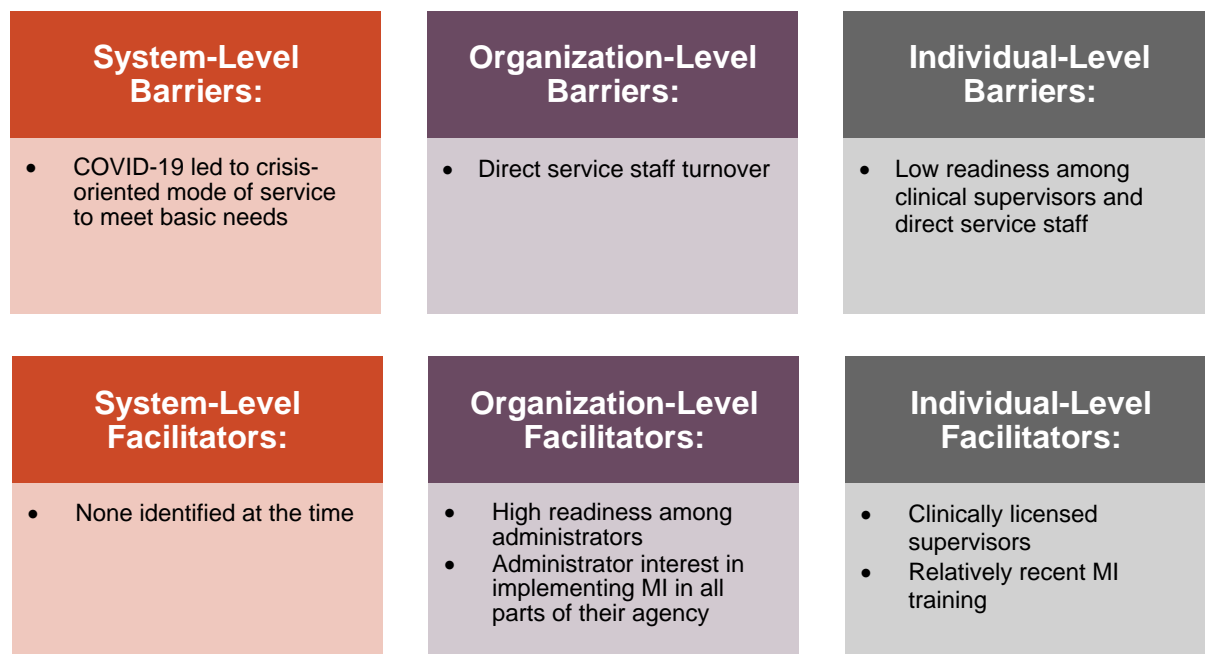 System-Level
Barriers:
• COVID-19 led to crisis-
oriented mode of service
to meet basic needs
Organization-Level
Barriers:
• Direct service staff turnover
Individual-Level
Barriers:
• Low readiness among
clinical supervisors and
direct service staff
System-Level
Facilitators:
• None identified at the time
Organization-Level
Facilitators:
• High readiness among
administrators
• Administrator interest in
implementing MI in all
parts of their agency
Individual-Level
Facilitators:
• Clinically licensed
supervisors
• Relatively recent MI
training